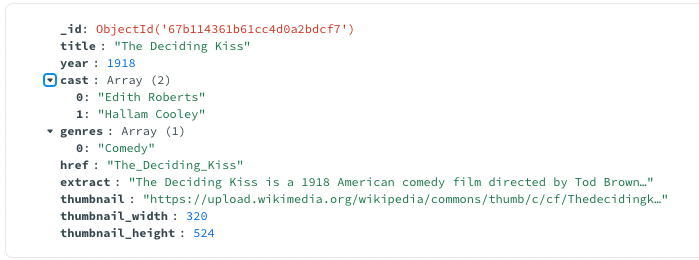 _id: ObjectId('67b114361b61cc4d0a2bdcf7')
title : "The Deciding Kiss"
year : 1918
cast : Array (2)
0: "Edith Roberts"
1: "Hallam Cooley"
genres : Array (1)
0: "Comedy"
href : "The_Deciding_Kiss"
extract : "The Deciding Kiss is a 1918 American comedy film directed by Tod Brown…"
thumbnail : "https://upload.wikimedia.org/wikipedia/commons/thumb/c/cf/Thedecidingk…"
thumbnail_width : 320
thumbnail_height : 524